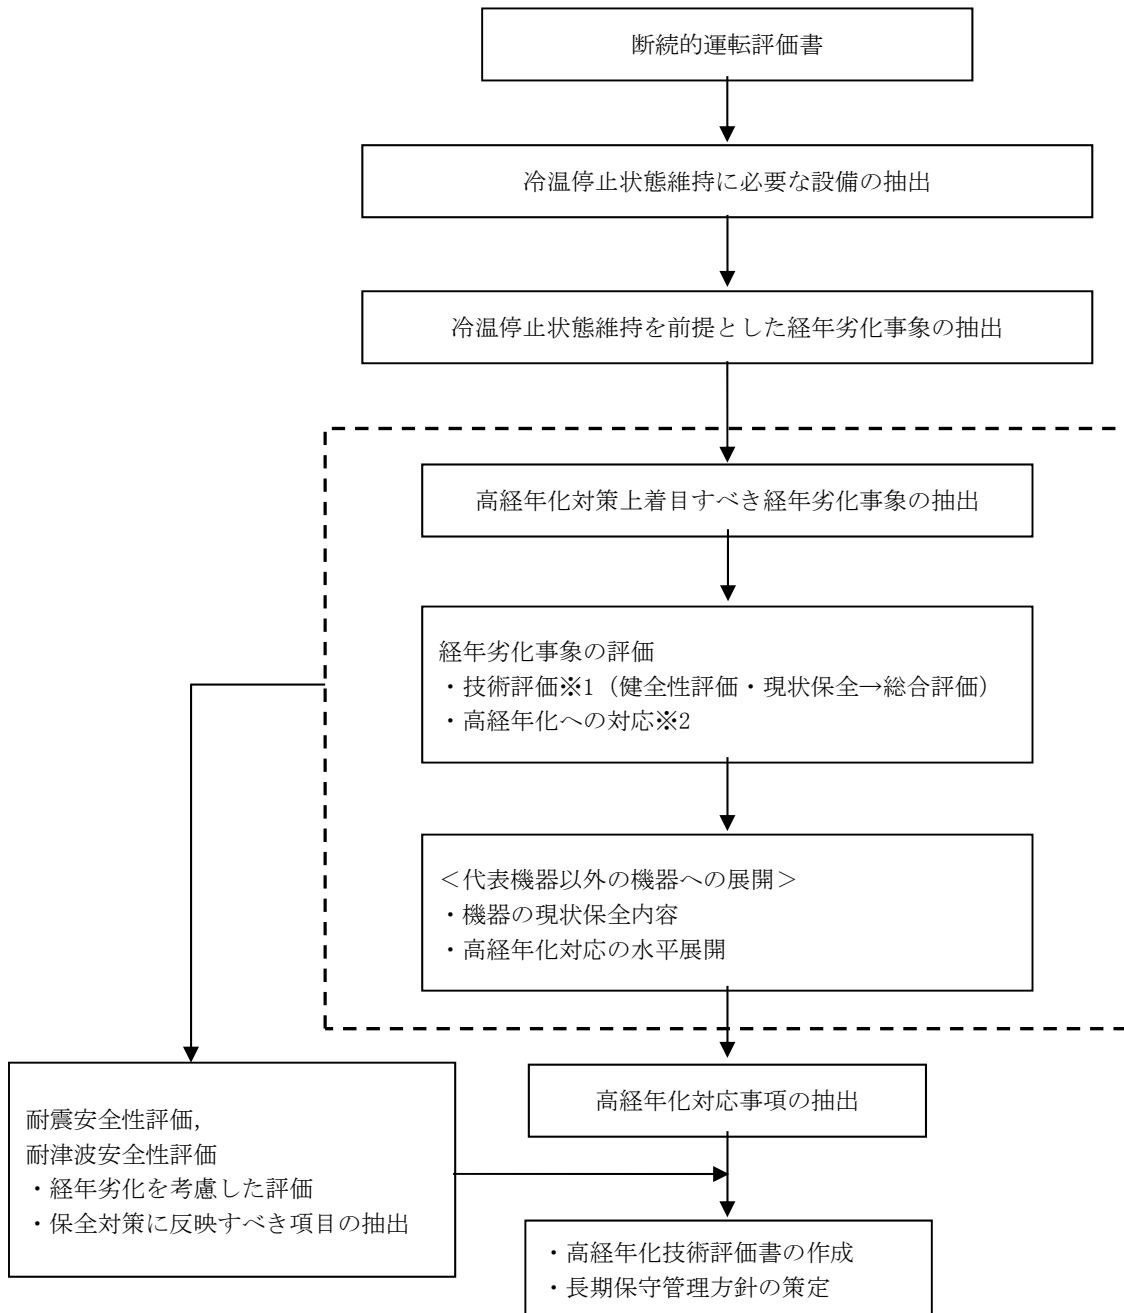 断続的運転評価書
冷温停止状態維持に必要な設備の抽出
冷温停止状態維持を前提とした経年劣化事象の抽出
高経年化対策上着目すべき経年劣化事象の抽出
経年劣化事象の評価
・技術評価※1（健全性評価・現状保全→総合評価）
・高経年化への対応※2
＜代表機器以外の機器への展開＞
・機器の現状保全内容
・高経年化対応の水平展開
高経年化対応事項の抽出
耐震安全性評価，
耐津波安全性評価
・経年劣化を考慮した評価
・保全対策に反映すべき項目の抽出
・高経年化技術評価書の作成
・長期保守管理方針の策定